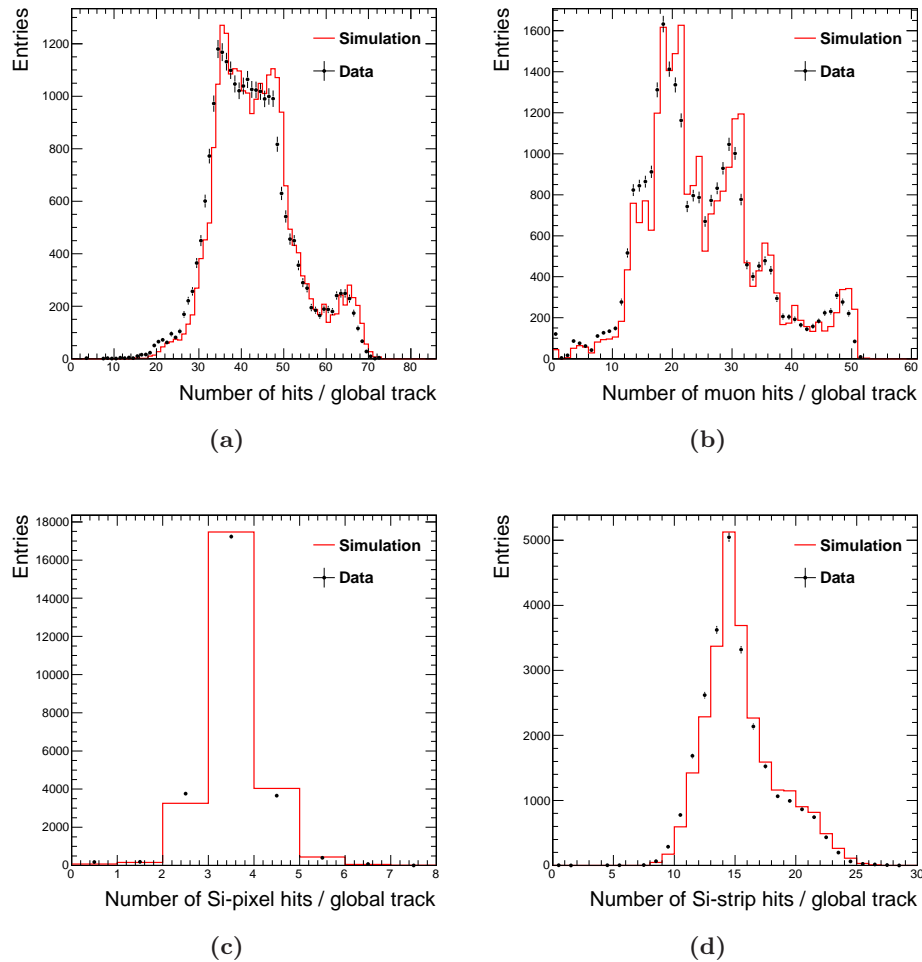 Entries
1200
1000
800
600
400
200
0
Simulation
Data
0 10 20 30 40 50 60 70 80
Number of hits / global track
(a)
Entries
1600
1400
1200
1000
800
600
400
200
0
Simulation
Data
0 10 20 30 40 50 60
Number of muon hits / global track
(b)
Entries
18000
16000
14000
12000
10000
8000
6000
4000
2000
0
Simulation
Data
0 1 2 3 4 5 6 7 8
Number of Si-pixel hits / global track
(c)
Entries
5000
4000
3000
2000
1000
0
Simulation
Data
0 5 10 15 20 25 30
Number of Si-strip hits / global track
(d)